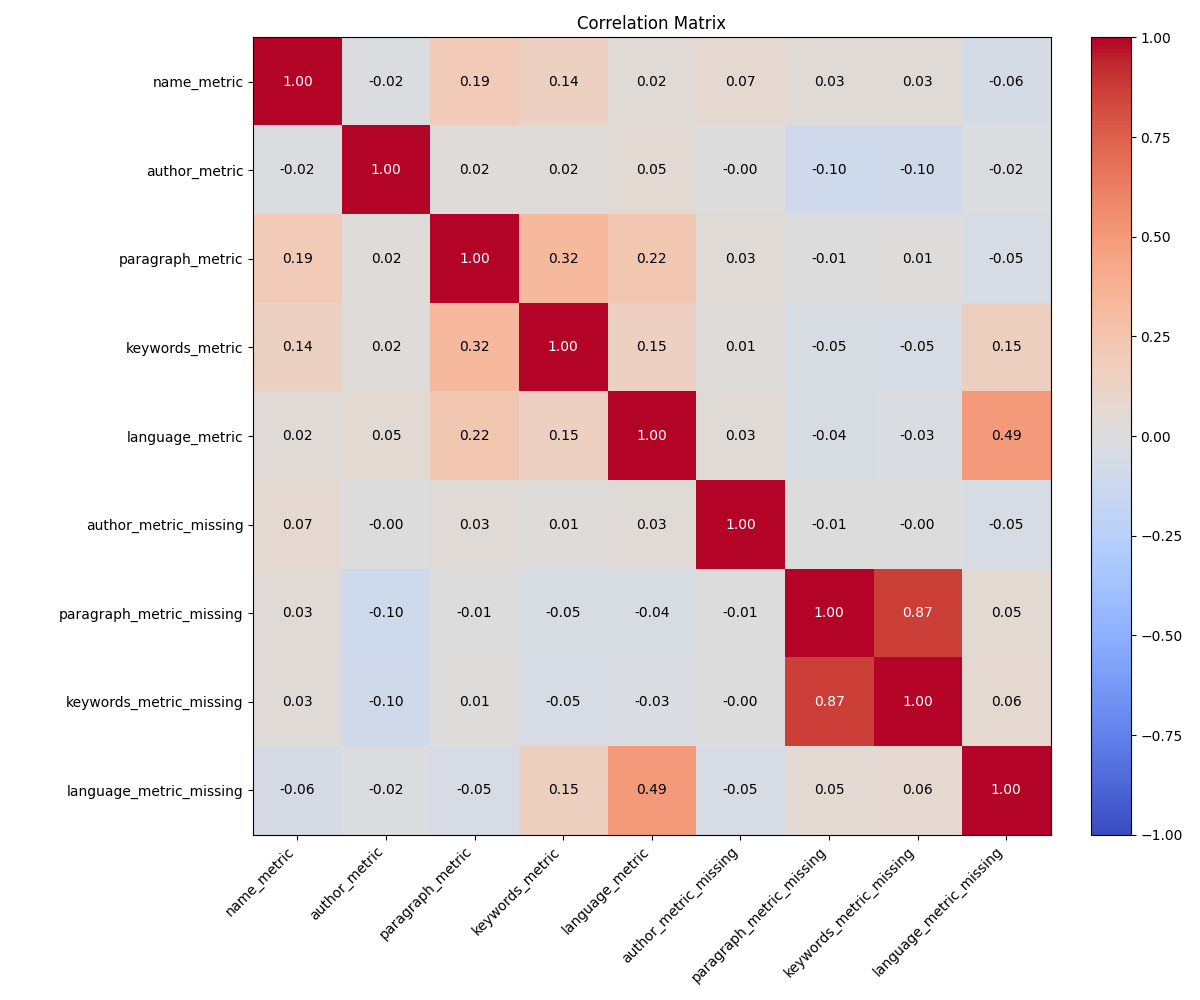 Correlation Matrix
name_metric 1.00 -0.02 0.19 0.14 0.02 0.07 0.03 0.03 -0.06
author_metric -0.02 1.00 0.02 0.02 0.05 -0.00 -0.10 -0.10 -0.02
paragraph_metric 0.19 0.02 1.00 0.32 0.22 0.03 -0.01 0.01 -0.05
keywords_metric 0.14 0.02 0.32 1.00 0.15 0.01 -0.05 -0.05 0.15
language_metric 0.02 0.05 0.22 0.15 1.00 0.03 -0.04 -0.03 0.49
author_metric_missing 0.07 -0.00 0.03 0.01 0.03 1.00 -0.01 -0.00 -0.05
paragraph_metric_missing 0.03 -0.10 -0.01 -0.05 -0.04 -0.01 1.00 0.87 0.05
keywords_metric_missing 0.03 -0.10 0.01 -0.05 -0.03 -0.00 0.87 1.00 0.06
language_metric_missing -0.06 -0.02 -0.05 0.15 0.49 -0.05 0.05 0.06 1.00
name_metric
author_metric
paragraph_metric
keywords_metric
language_metric
author_metric_missing
paragraph_metric_missing
keywords_metric_missing
language_metric_missing
1.00
0.75
0.50
0.25
0.00
−0.25
−0.50
−0.75
−1.00